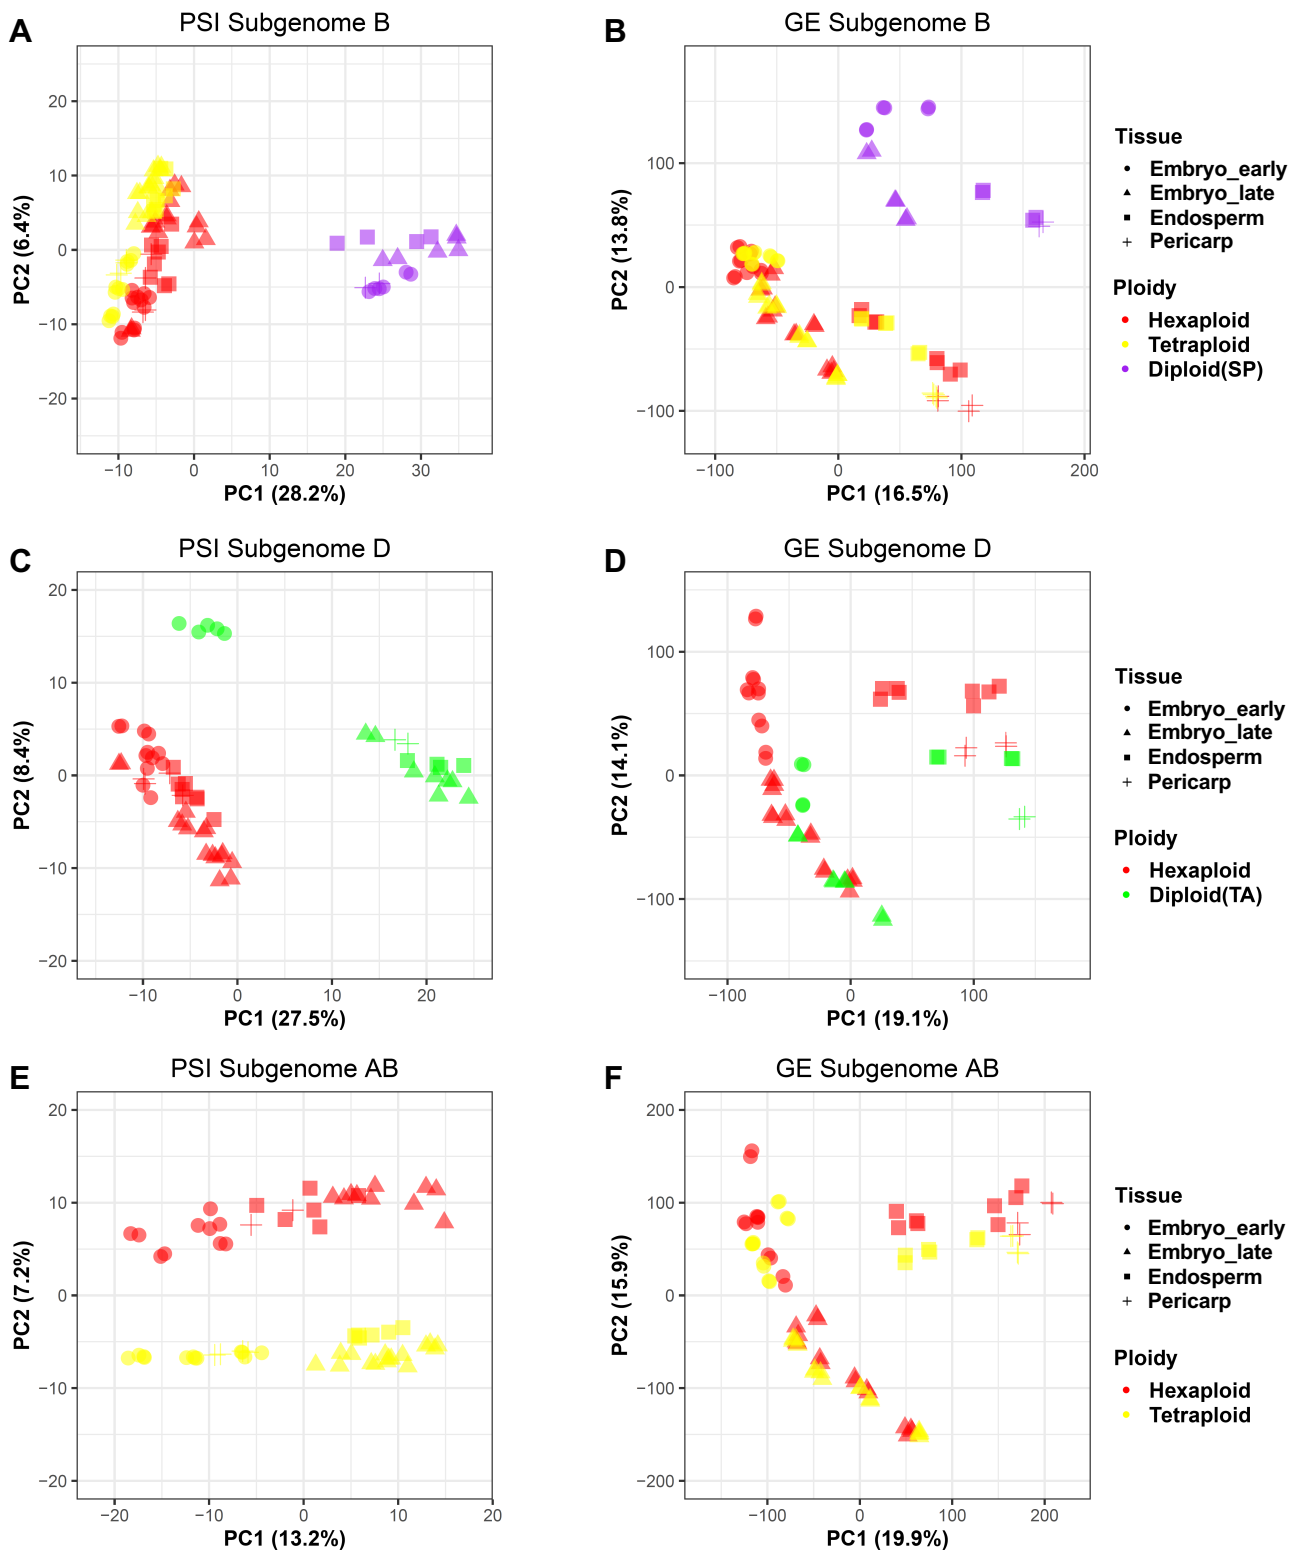 A
PSI Subgenome B
20
10
0
−10
−20
−10
0
10
20
30
PC2 (6.4%)
PC1 (28.2%)
B
GE Subgenome B
100
0
−100
−100
0
100
200
PC2 (13.8%)
PC1 (16.5%)
Tissue
Embryo_early
Embryo_late
Endosperm
Pericarp
Ploidy
Hexaploid
Tetraploid
Diploid(SP)
C
PSI Subgenome D
20
10
0
−10
−20
−10
0
10
20
PC2 (8.4%)
PC1 (27.5%)
D
GE Subgenome D
100
0
−100
−100
0
100
PC2 (14.1%)
PC1 (19.1%)
Tissue
Embryo_early
Embryo_late
Endosperm
Pericarp
Ploidy
Hexaploid
Diploid(TA)
E
PSI Subgenome AB
20
10
0
−10
−20
−20
−10
0
10
20
PC2 (7.2%)
PC1 (13.2%)
F
GE Subgenome AB
200
100
0
−100
−200
−100
0
100
200
PC2 (15.9%)
PC1 (19.9%)
Tissue
Embryo_early
Embryo_late
Endosperm
Pericarp
Ploidy
Hexaploid
Tetraploid